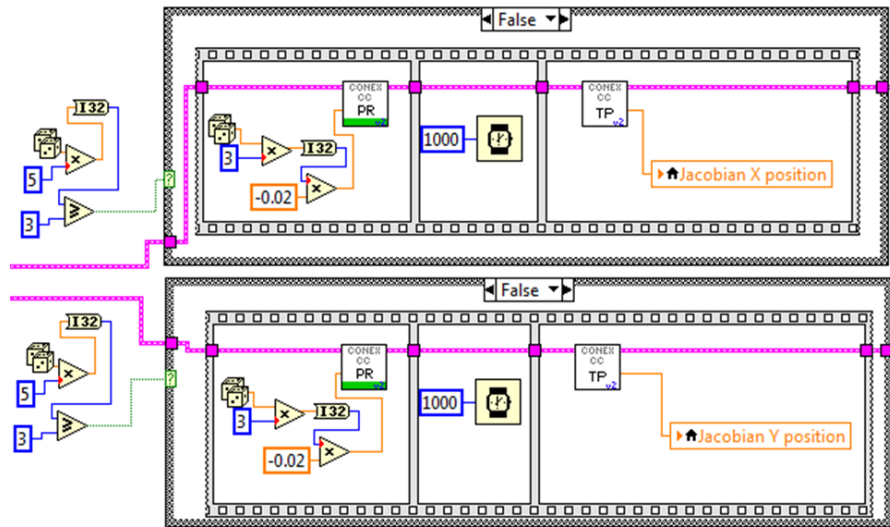 False
I32
5
3
?
CONEX
CC
PR
v2
3
I32
-0.02
1000
CONEX
CC
TP
v2
Jacobian X position
False
I32
5
3
?
CONEX
CC
PR
v2
3
I32
-0.02
1000
CONEX
CC
TP
v2
Jacobian Y position